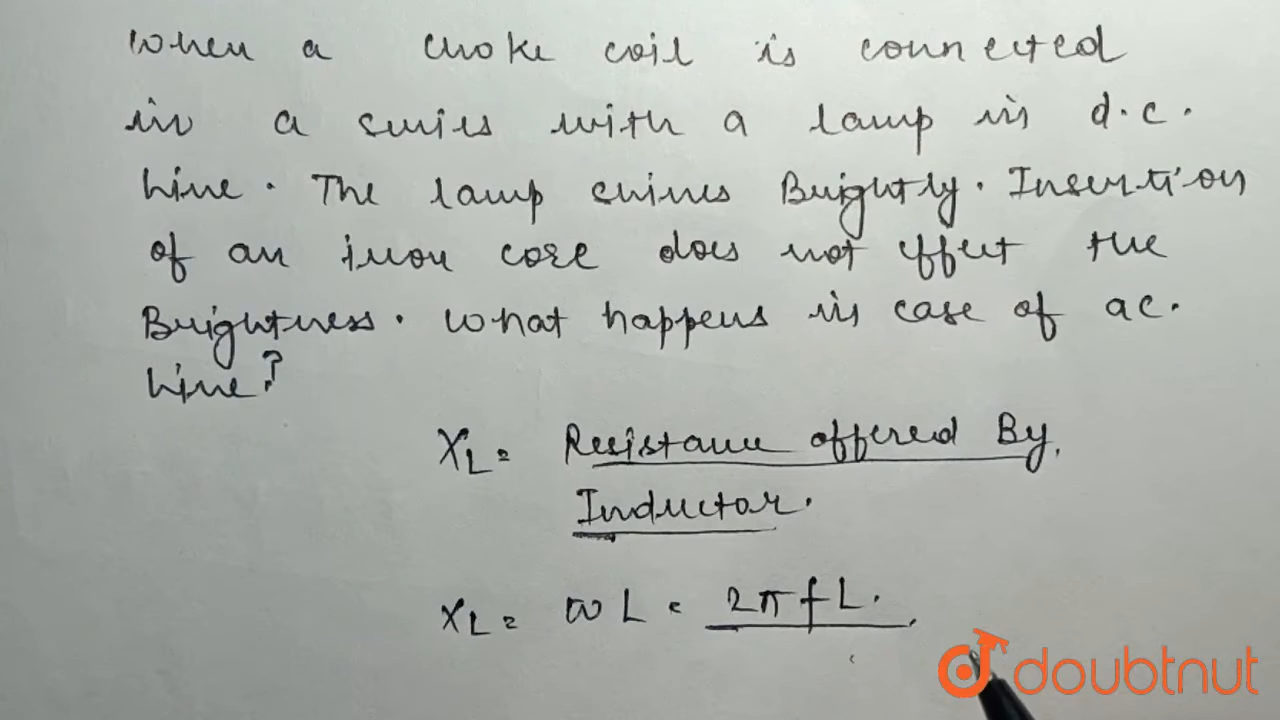 When a choke coil is connected
in a series with a lamp in d.c.
line. The lamp shines Brightly. Insertion
of an iron core does not effect the
Brightness. What happens in case of ac.
line?
XL = Resistance offered By,
Inductor.
XL = ωL = 2πfL.
doubtnut